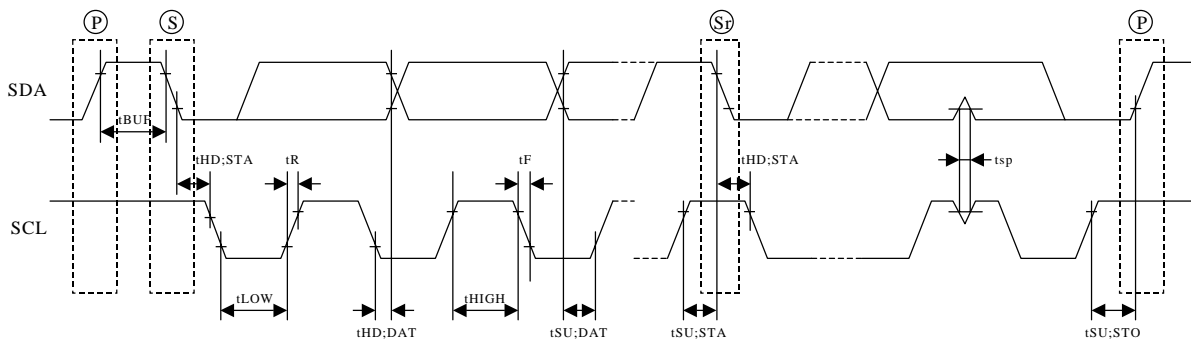 P S Sr P
SDA
tBUF
tHD;STA tR tF tHD;STA tsp
SCL
tLOW tHIGH
tHD;DAT tSU;DAT tSU;STA tSU;STO